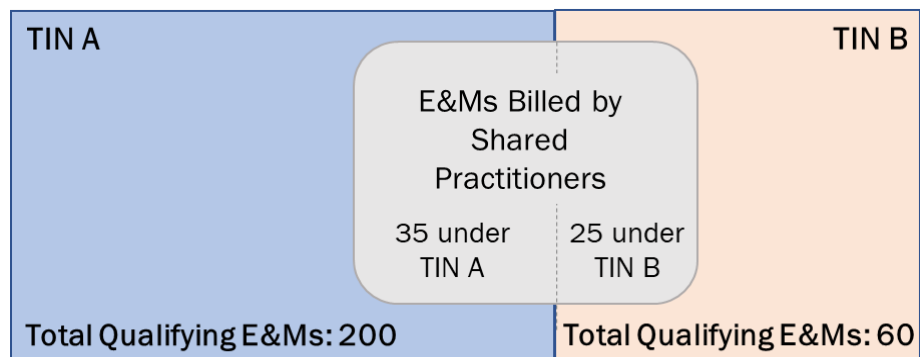 TIN A
TIN B
E&Ms Billed by
Shared
Practitioners
35 under
TIN A
25 under
TIN B
Total Qualifying E&Ms: 200
Total Qualifying E&Ms: 60